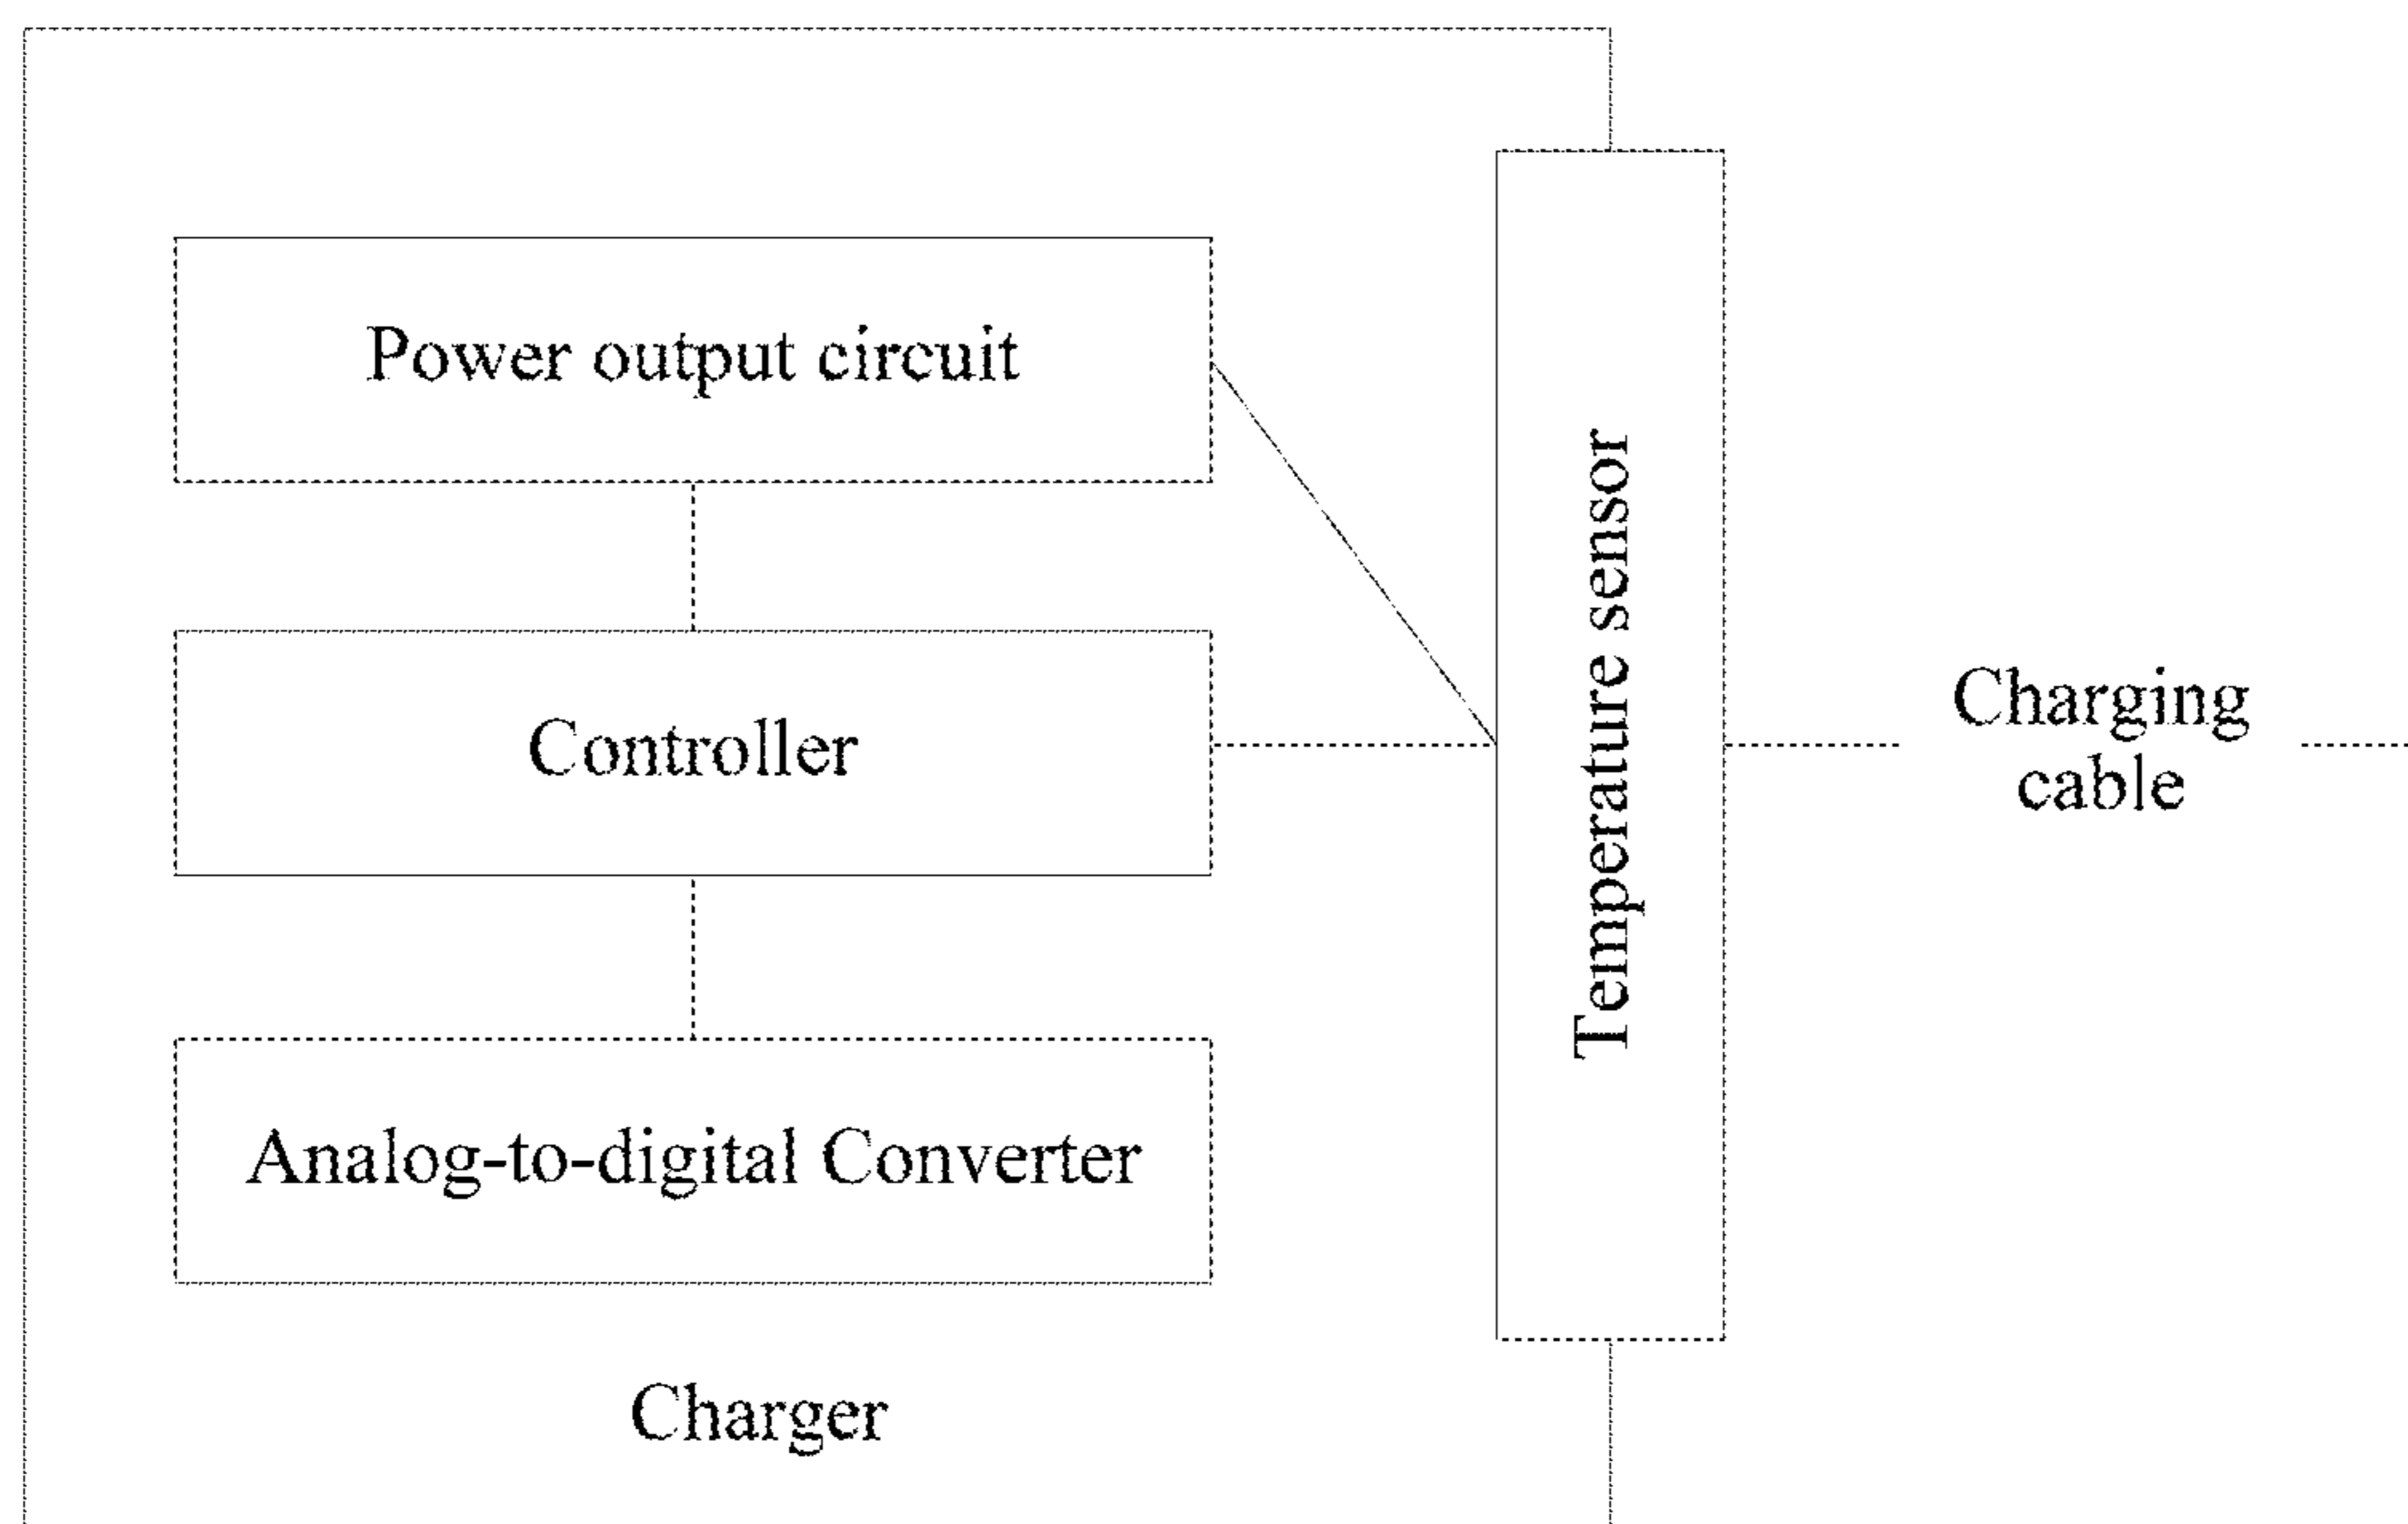 Power output circuit
Controller
Analog-to-digital Converter
Charger
Temperature sensor
Charging
cable